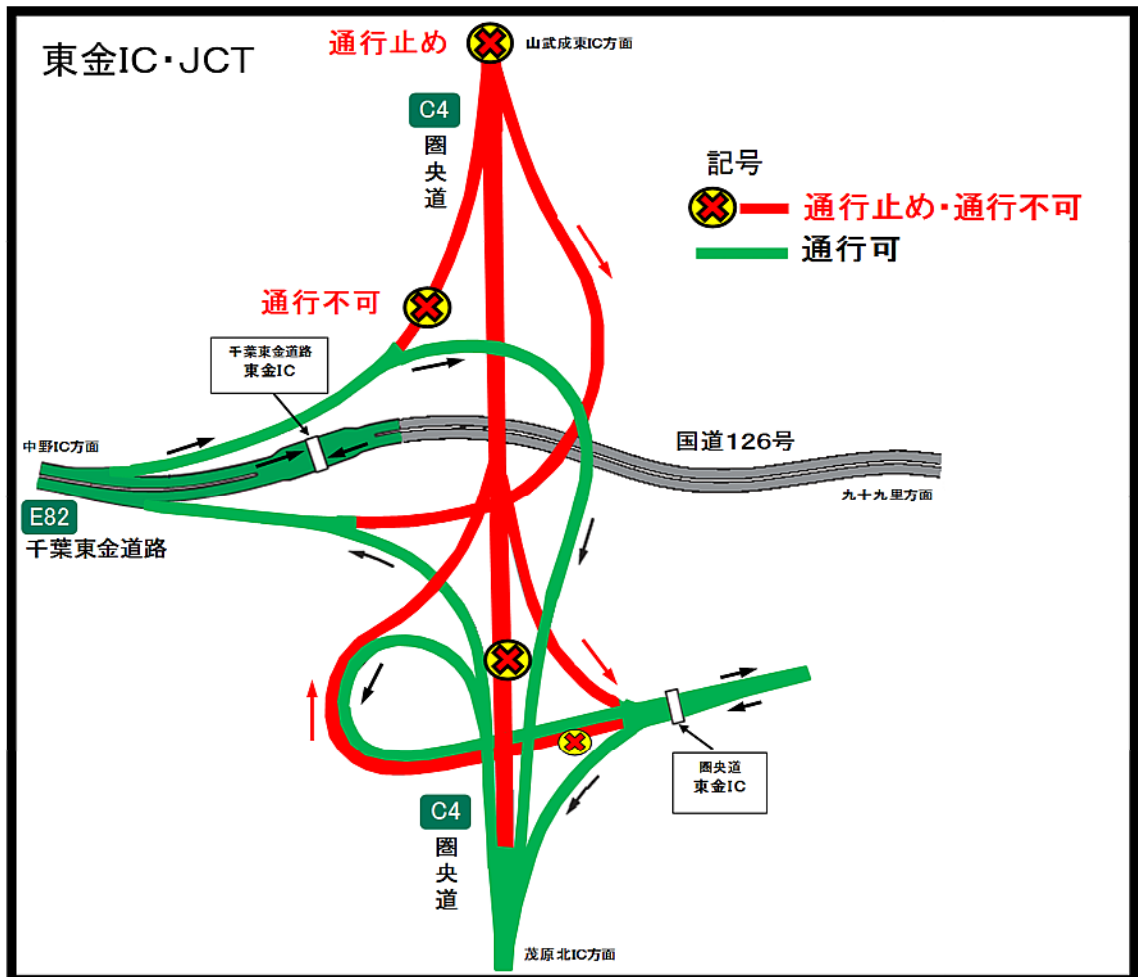 東金IC・JCT
通行止め
山武成東IC方面
C4
圏央道
記号
通行止め・通行不可
通行可
通行不可
千葉東金道路
東金IC
中野IC方面
国道126号
九十九里方面
E82
千葉東金道路
圏央道
東金IC
C4
圏央道
茂原北IC方面